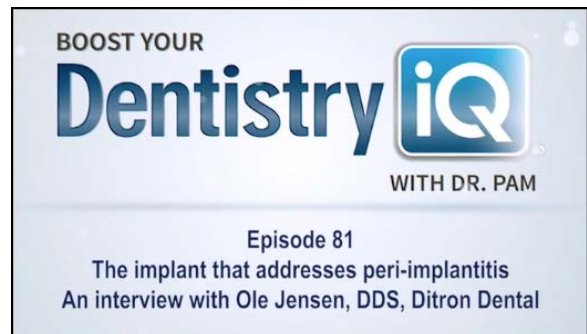 BOOST YOUR
Dentistry iQ
WITH DR. PAM
Episode 81
The implant that addresses peri-implantitis
An interview with Ole Jensen, DDS, Ditron Dental